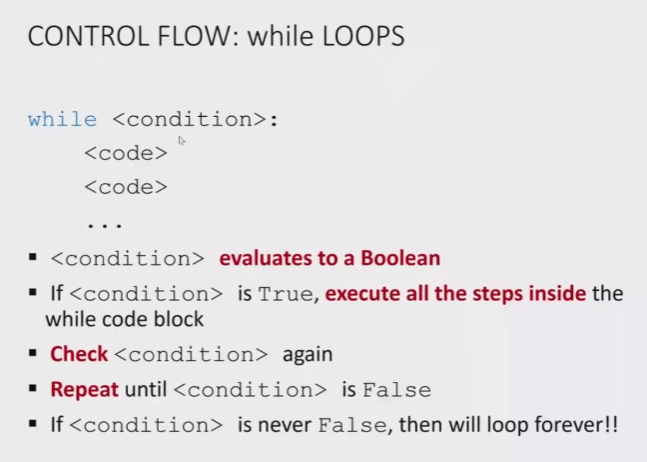 CONTROL FLOW: while LOOPS
while <condition>:
<code>
<code>
...
▪ <condition> evaluates to a Boolean
▪ If <condition> is True, execute all the steps inside the
while code block
▪ Check <condition> again
▪ Repeat until <condition> is False
▪ If <condition> is never False, then will loop forever!!